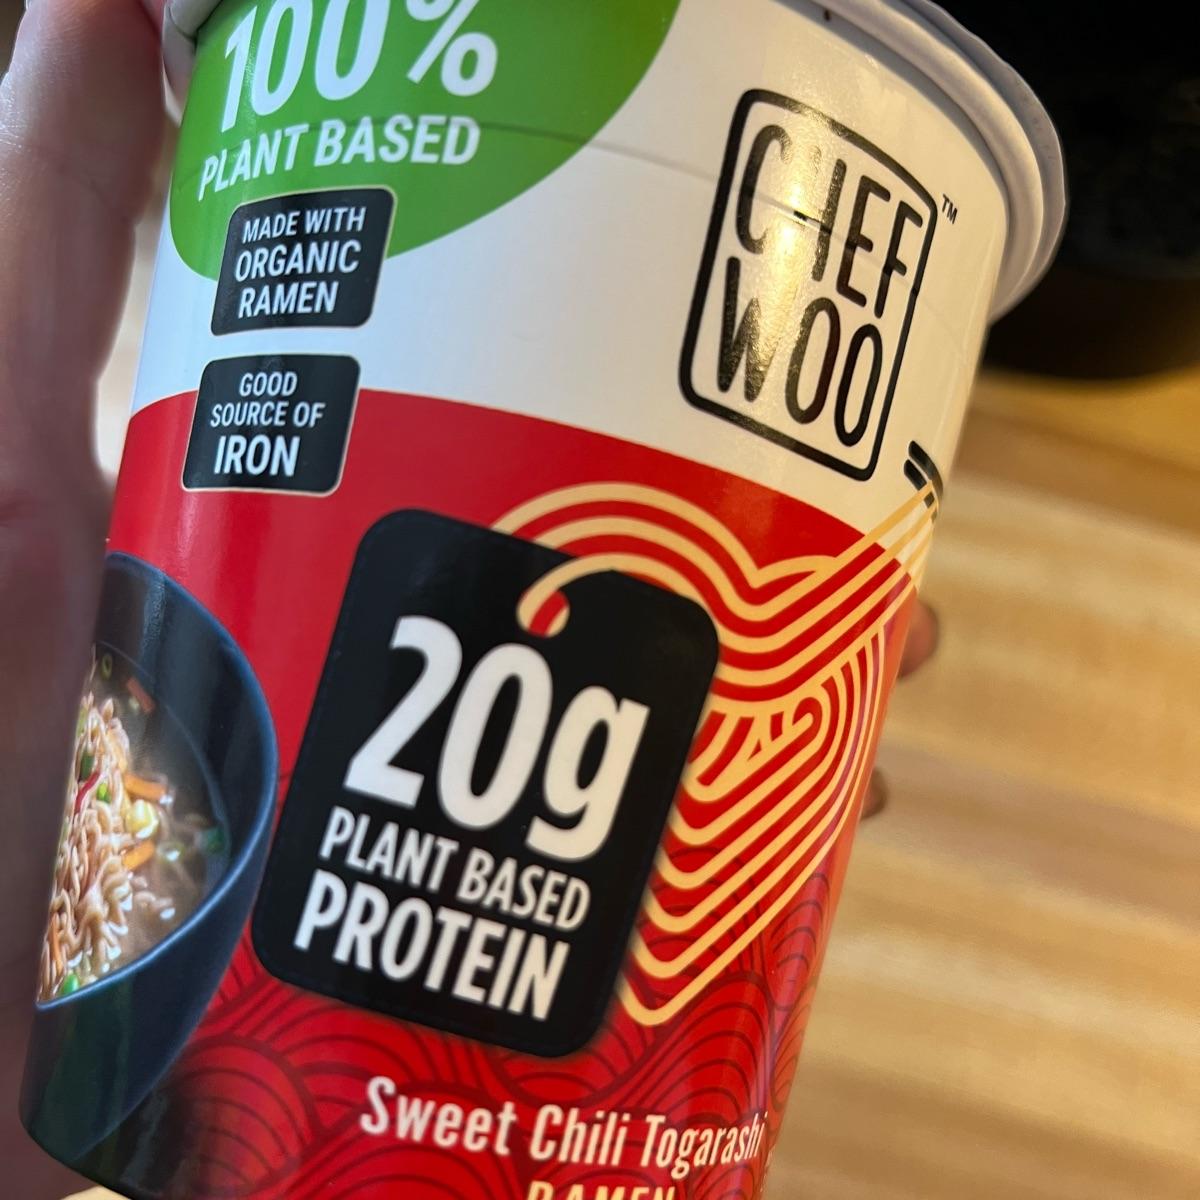 100%
PLANT BASED
MADE WITH
ORGANIC
RAMEN
GOOD
SOURCE OF
IRON
CHEF
WOO
TM
20g
PLANT BASED
PROTEIN
Sweet Chili Togarashi
RAMEN